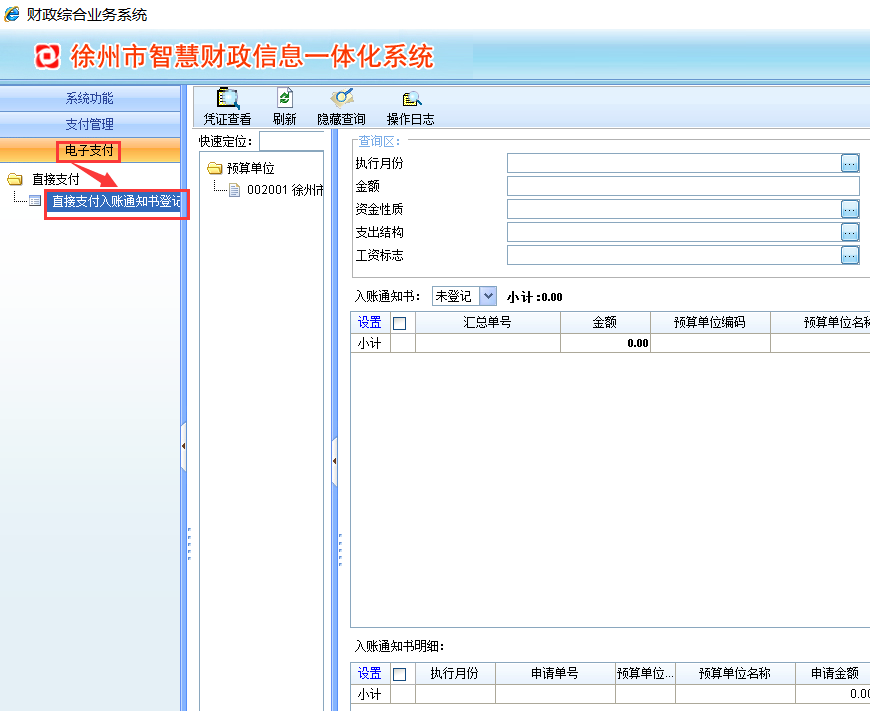 财政综合业务系统
徐州市智慧财政信息一体化系统
系统功能
支付管理
电子支付
直接支付
直接支付入账通知书登记
凭证查看 刷新 隐藏查询 操作日志
快速定位:
预算单位
002001 徐州市
查询区:
执行月份
金额
资金性质
支出结构
工资标志
入账通知书: 未登记 小计:0.00
设置 汇总单号 金额 预算单位编码 预算单位名称
小计 0.00
入账通知书明细:
设置 执行月份 申请单号 预算单位... 预算单位名称 申请金额
小计 0.00